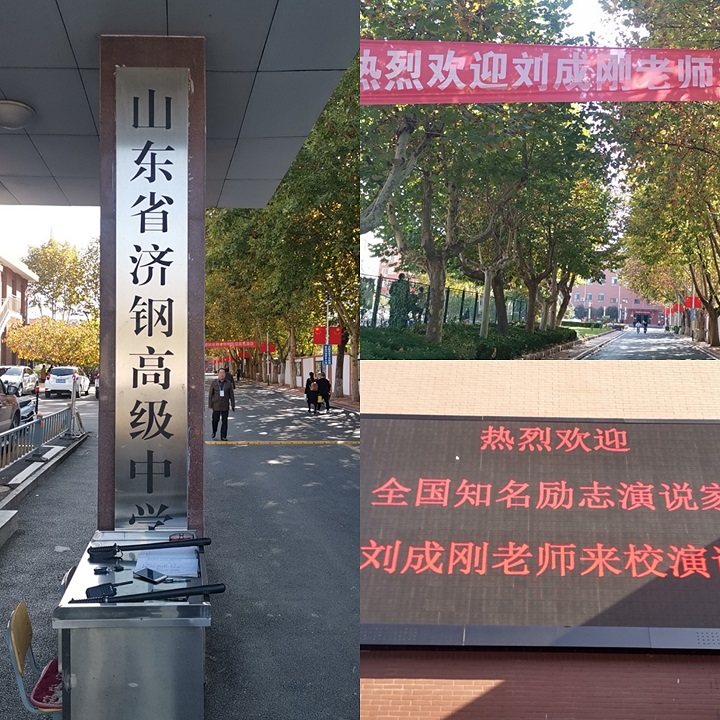 山东省济钢高级中学
热烈欢迎刘成刚老师
热烈欢迎
全国知名励志演说家
刘成刚老师来校演